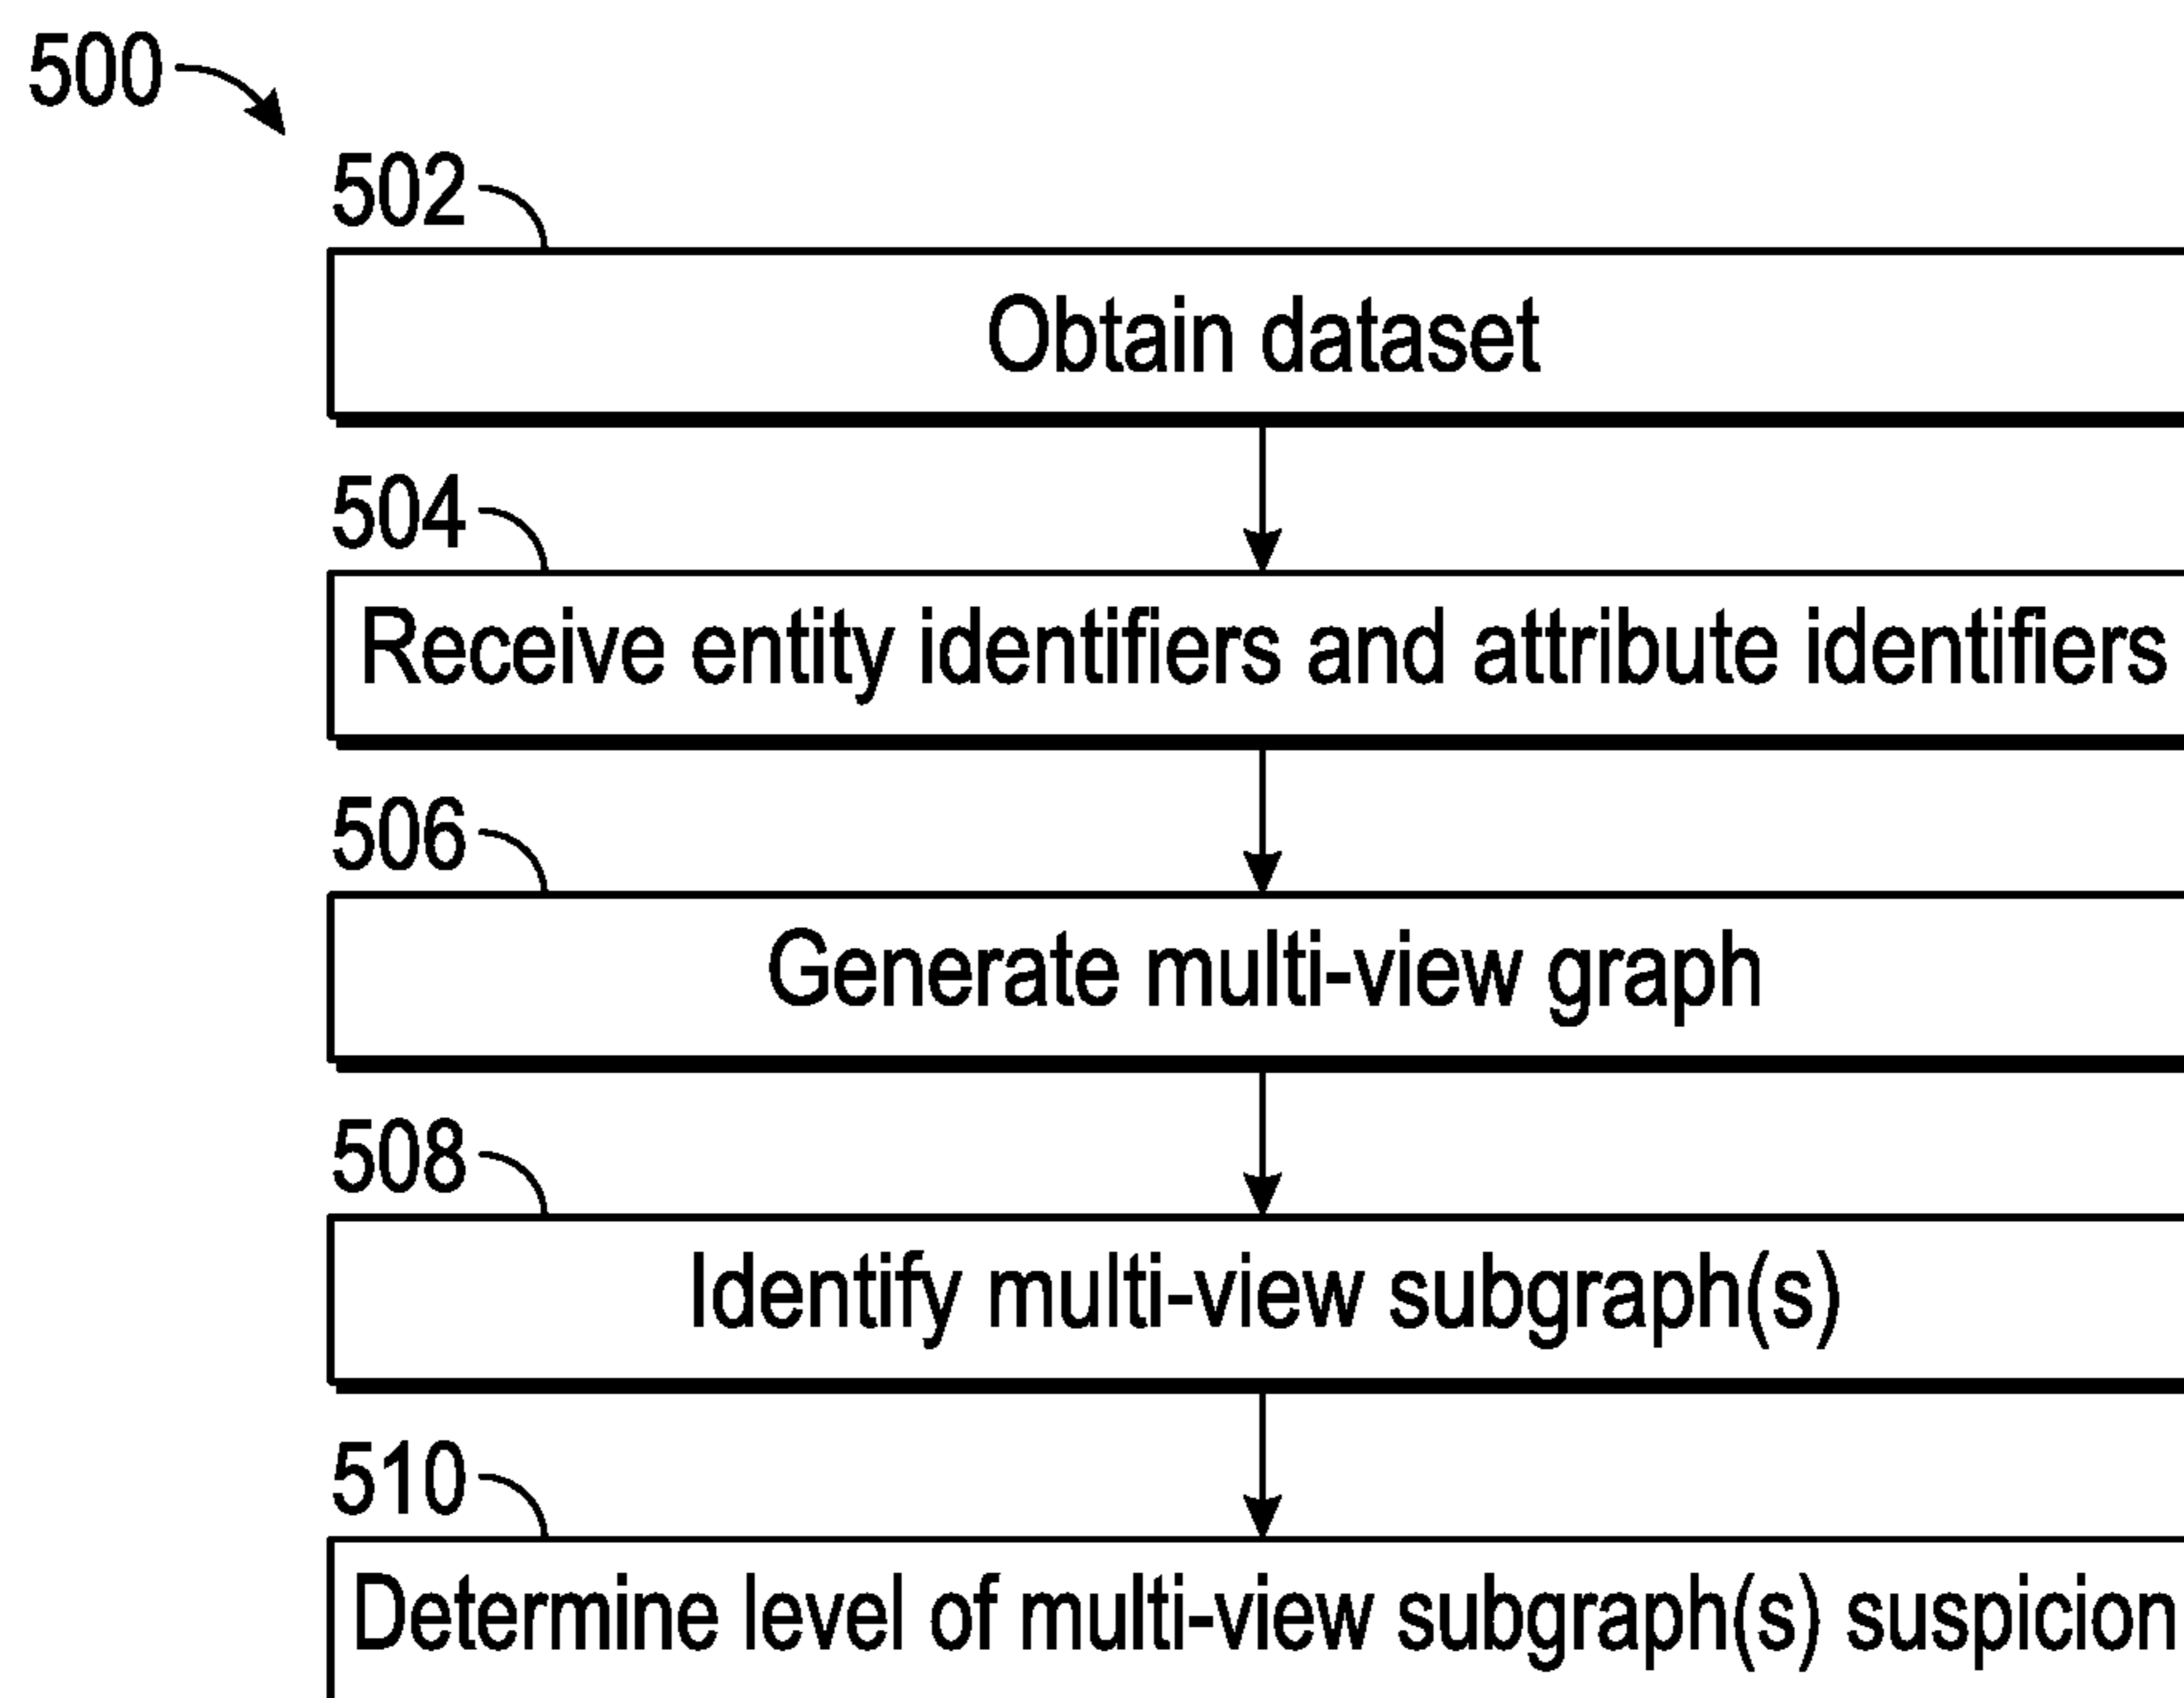 500
502
Obtain dataset
504
Receive entity identifiers and attribute identifiers
506
Generate multi-view graph
508
Identify multi-view subgraph(s)
510
Determine level of multi-view subgraph(s) suspicion